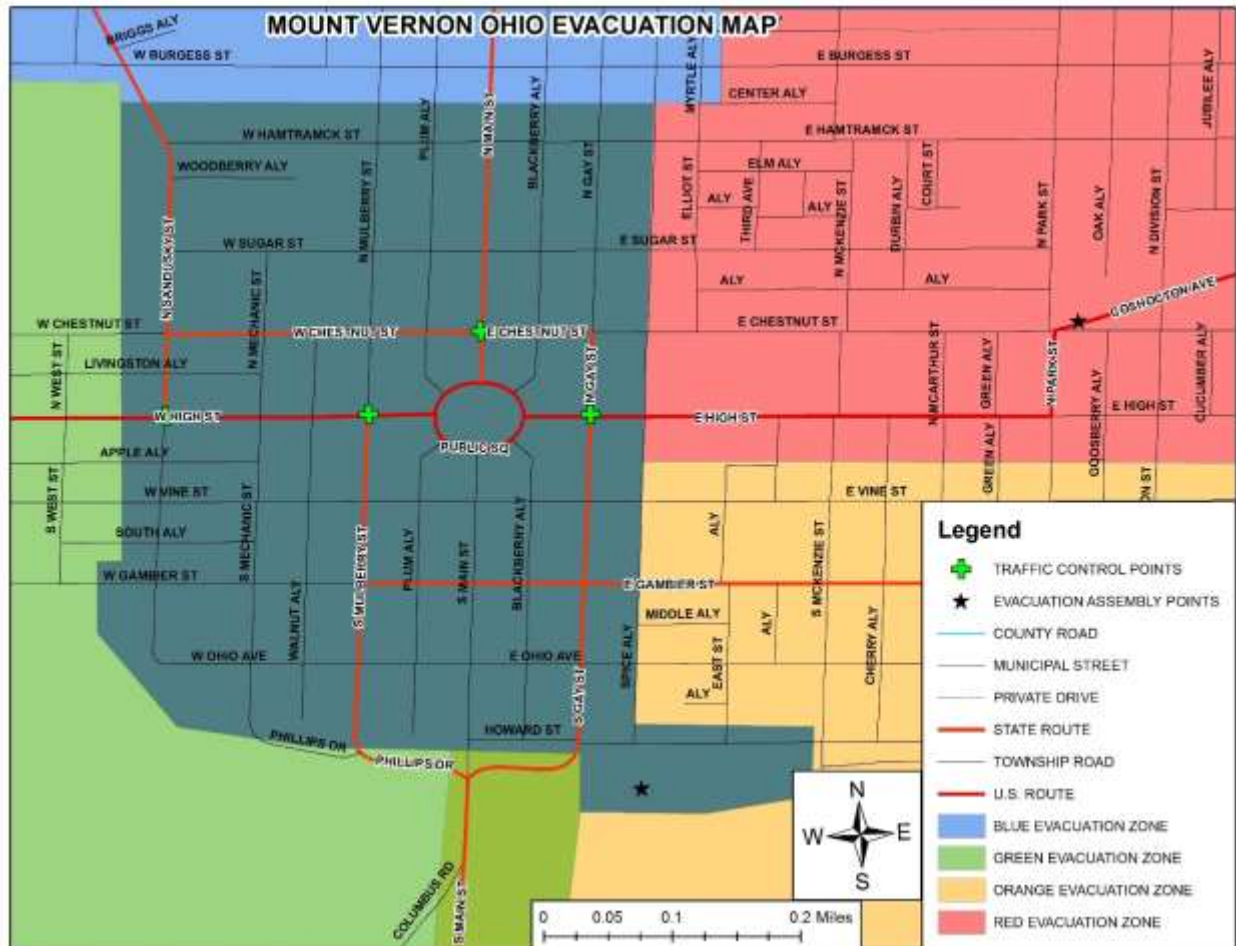 MOUNT VERNON OHIO EVACUATION MAP
BRIGGS ALY
W BURGESS ST
E BURGESS ST
MYRTLE ALY
JUBILEE ALY
CENTER ALY
N MAIN ST
PLUM ALY
BLACKBERRY ALY
W HAMTRAMCK ST
E HAMTRAMCK ST
WOODBERRY ALY
N GAY ST
ELM ALY
ELLIOT ST
ALY
THIRD AVE
ALY
N MCKENZIE ST
DURBIN ALY
COURT ST
N PARK ST
OAK ALY
N DIVISION ST
N SANDUSKY ST
N MULBERRY ST
W SUGAR ST
E SUGAR ST
N MECHANIC ST
ALY
ALY
COSHOCTON AVE
W CHESTNUT ST
W CHESTNUT ST
E CHESTNUT ST
E CHESTNUT ST
N WEST ST
LIVINGSTON ALY
N GAY ST
N MCARTHUR ST
GREEN ALY
N PARK ST
GOOSBERRY ALY
CUCUMBER ALY
W HIGH ST
E HIGH ST
E HIGH ST
PUBLIC SQ
APPLE ALY
GREEN ALY
S WEST ST
W VINE ST
E VINE ST
ON ST
SOUTH ALY
S MECHANIC ST
ALY
W GAMBIER ST
E GAMBIER ST
S MULBERRY ST
PLUM ALY
S MAIN ST
BLACKBERRY ALY
S MCKENZIE ST
WALNUT ALY
MIDDLE ALY
ALY
W OHIO AVE
E OHIO AVE
SPICE ALY
EAST ST
CHERRY ALY
S GAY ST
ALY
HOWARD ST
PHILLIPS DR
PHILLIPS DR
COLUMBUS RD
S MAIN ST
N
W E
S
0 0.05 0.1 0.2 Miles
Legend
TRAFFIC CONTROL POINTS
EVACUATION ASSEMBLY POINTS
COUNTY ROAD
MUNICIPAL STREET
PRIVATE DRIVE
STATE ROUTE
TOWNSHIP ROAD
U.S. ROUTE
BLUE EVACUATION ZONE
GREEN EVACUATION ZONE
ORANGE EVACUATION ZONE
RED EVACUATION ZONE